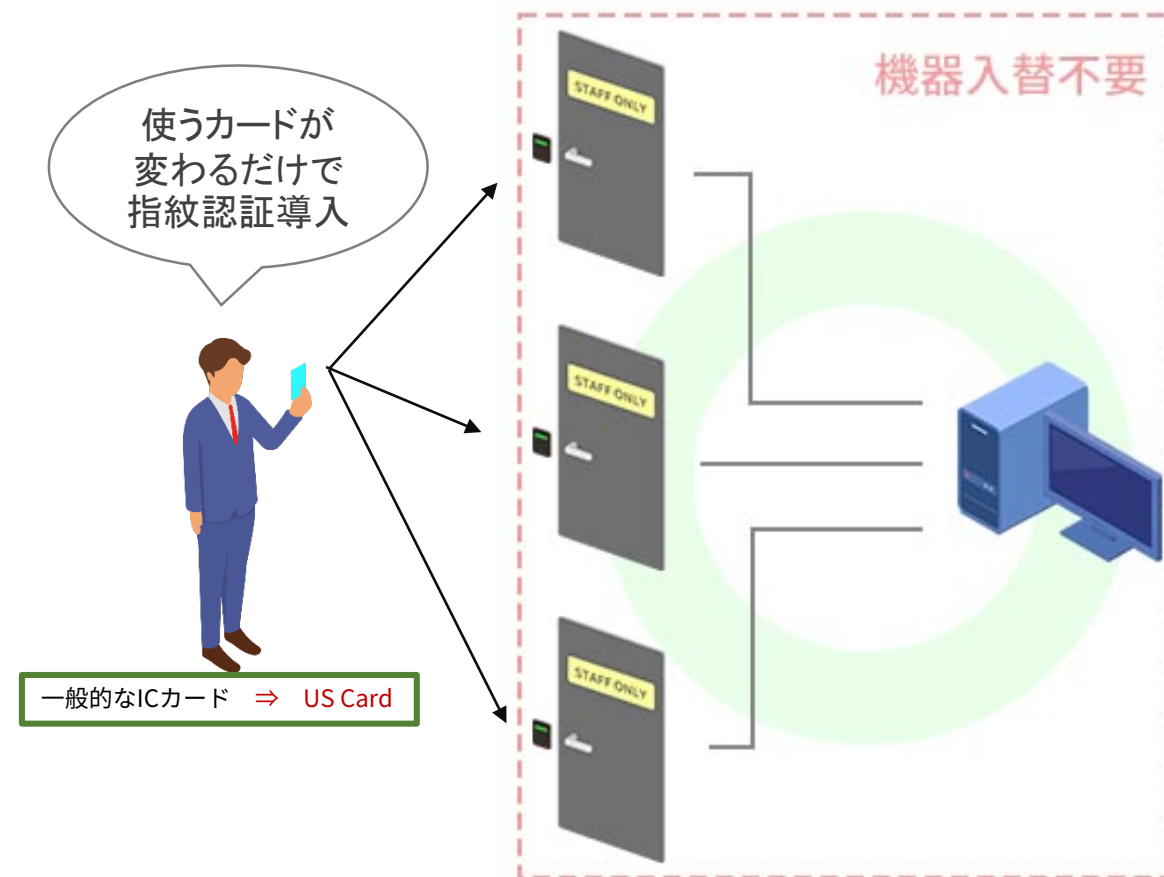 機器入替不要
使うカードが
変わるだけで
指紋認証導入
STAFF ONLY
STAFF ONLY
STAFF ONLY
一般的なICカード ⇒ US Card